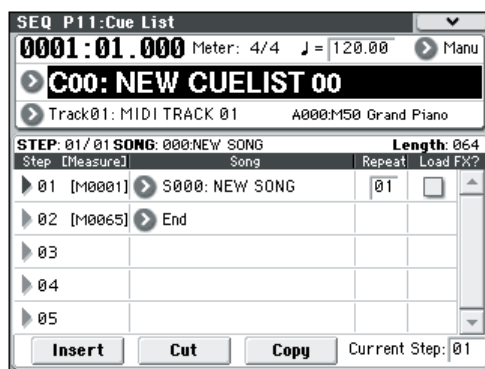 SEQ P11:Cue List
0001:01.000 Meter: 4/4 ♩= 120.00 Manu
C00: NEW CUELIST 00
Track01: MIDI TRACK 01 A000:M50 Grand Piano
STEP: 01/01 SONG: 000:NEW SONG Length: 064
Step [Measure] Song Repeat Load FX?
01 [M0001] S000: NEW SONG 01
02 [M0065] End
03
04
05
Insert Cut Copy Current Step: 01